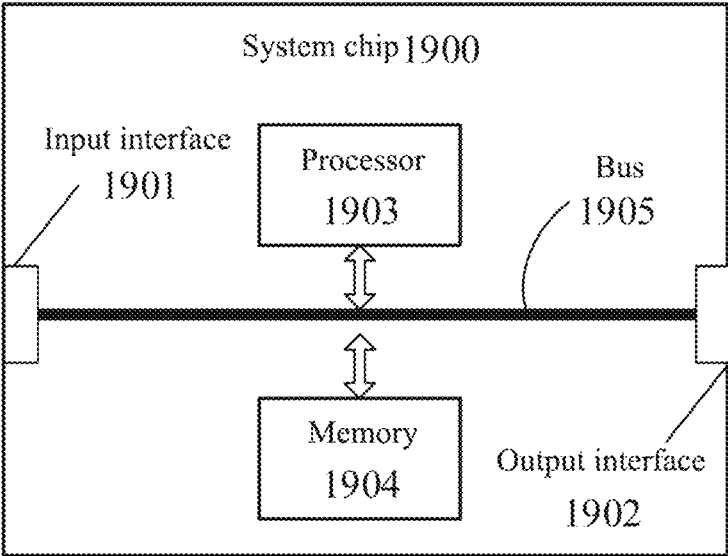 System chip 1900
Input interface
1901
Processor
1903
Bus
1905
Memory
1904
Output interface
1902